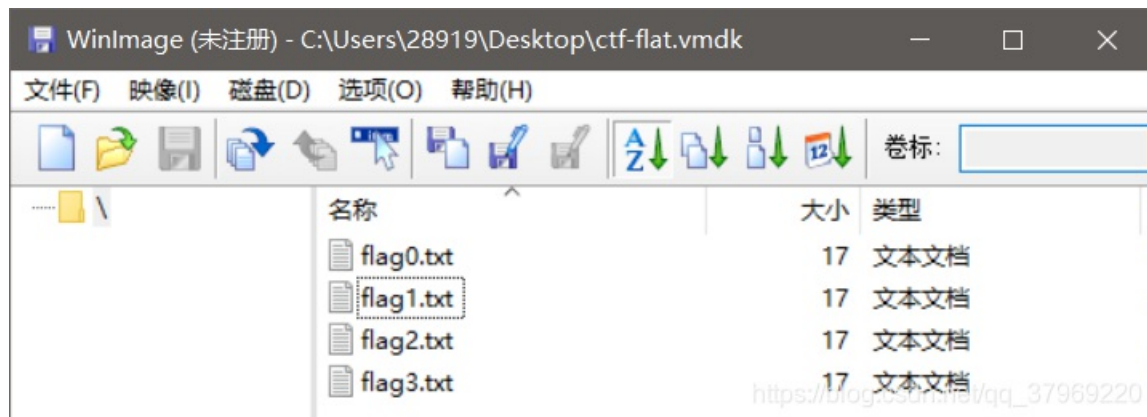 WinImage (未注册) - C:\Users\28919\Desktop\ctf-flat.vmdk
文件(F) 映像(I) 磁盘(D) 选项(O) 帮助(H)
A Z 12 卷标:
\ 名称 大小 类型
flag0.txt 17 文本文档
flag1.txt 17 文本文档
flag2.txt 17 文本文档
flag3.txt 17 文本文档
https://blog.csdn.net/qq_37969220